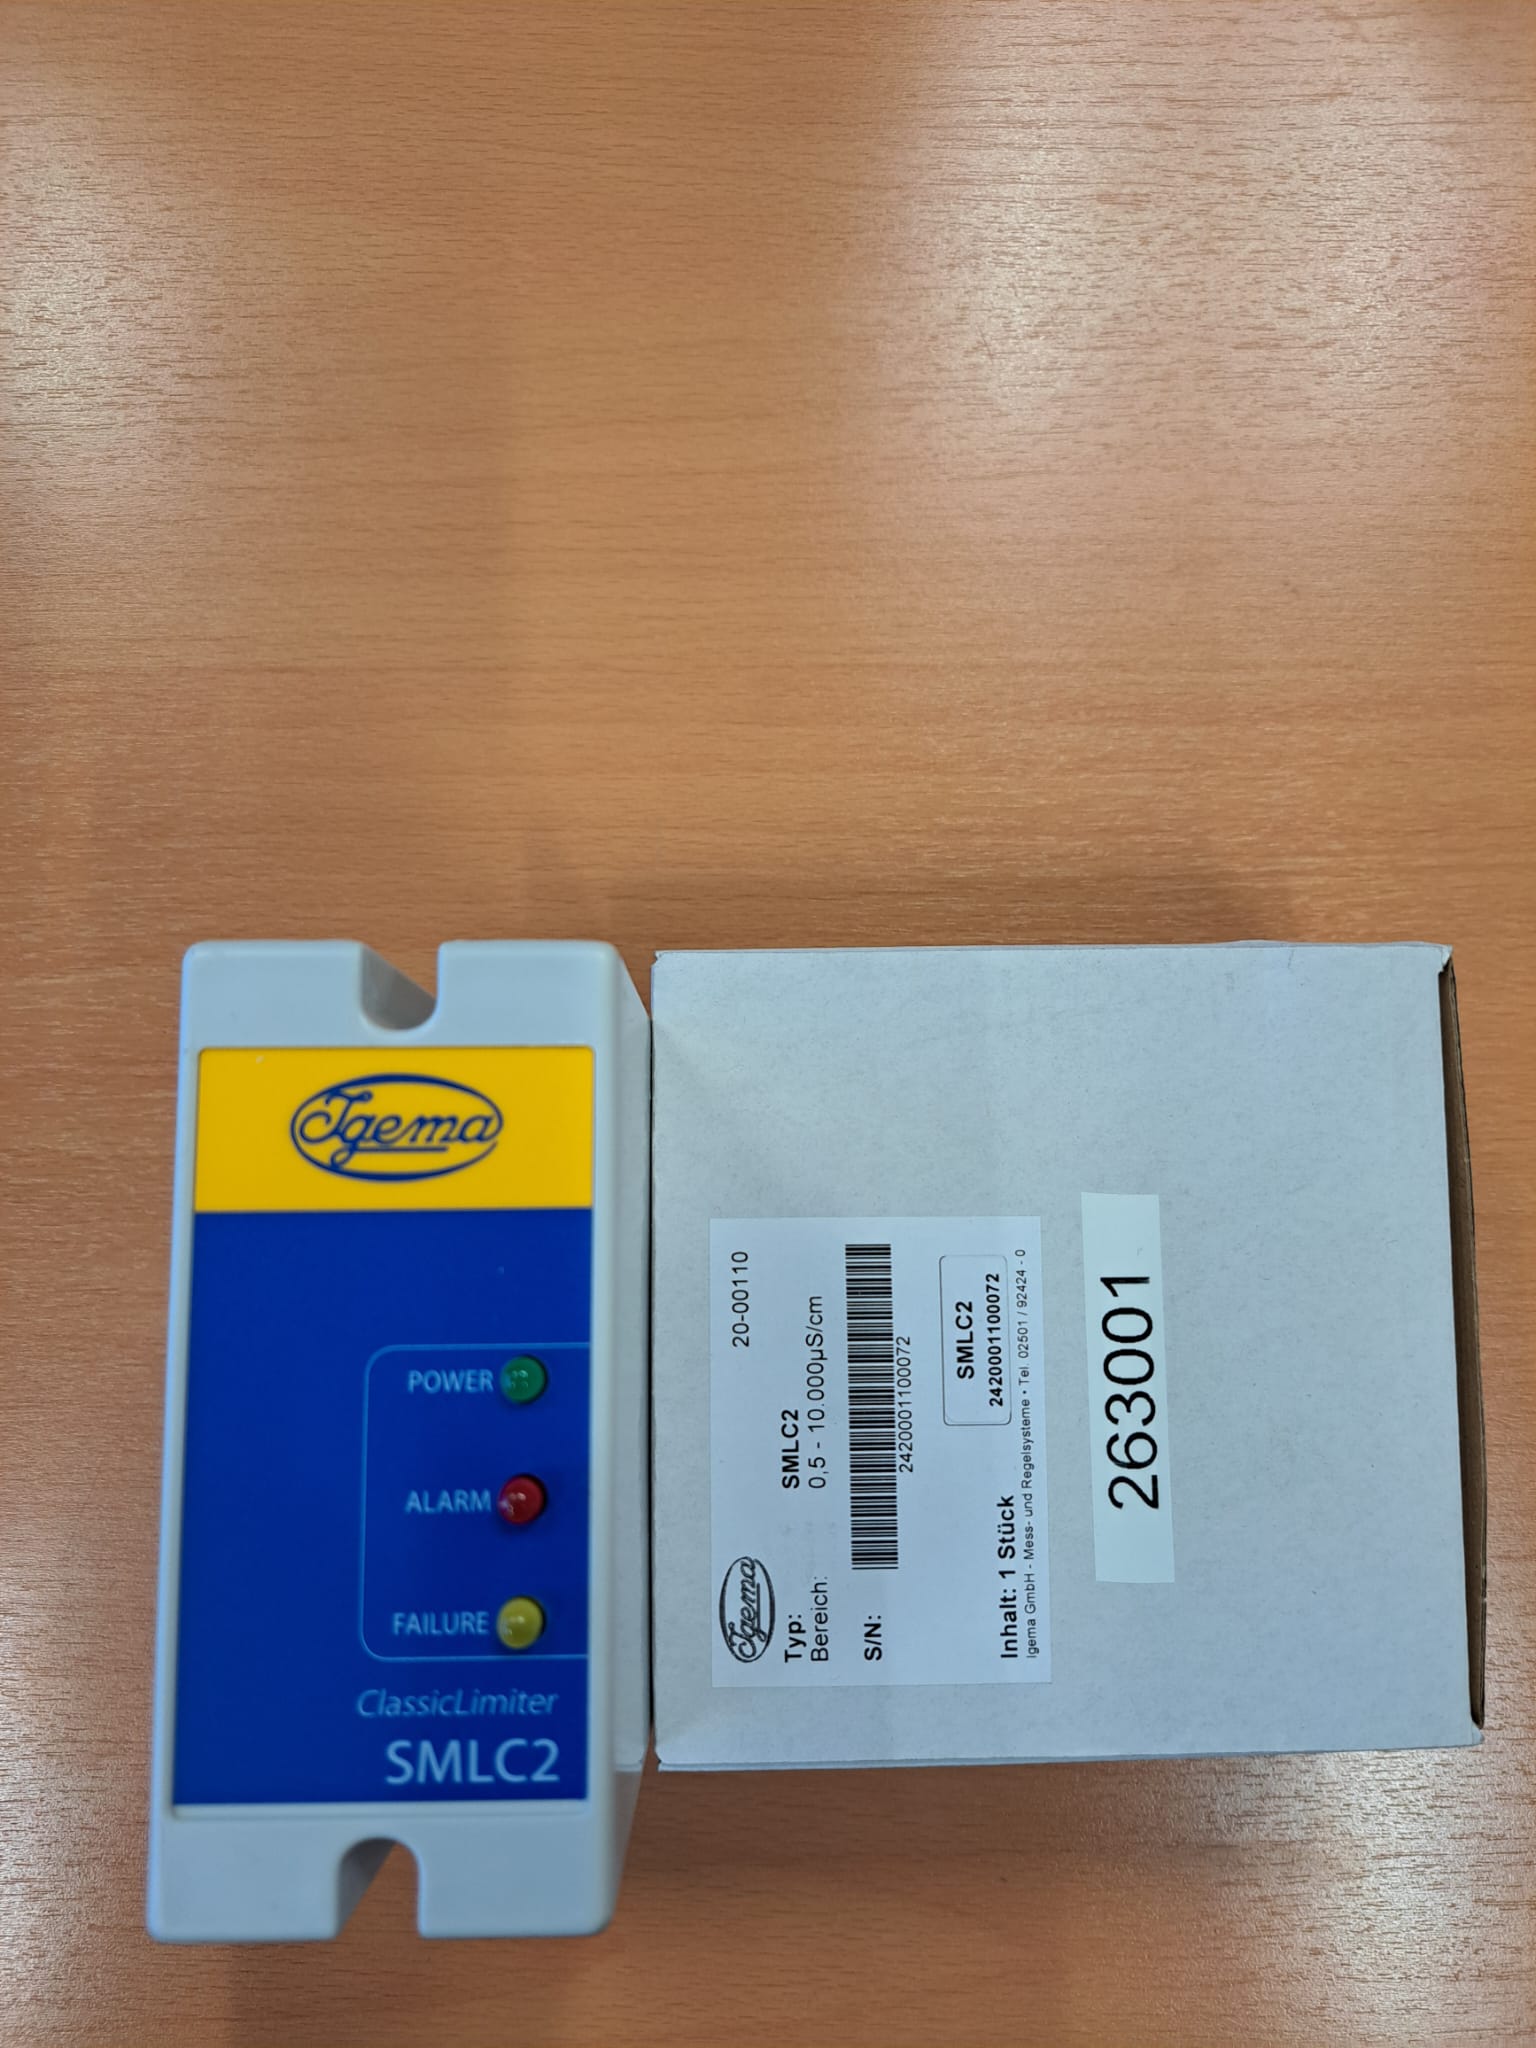 Igema
POWER
ALARM
FAILURE
ClassicLimiter
SMLC2
Igema
20-00110
Typ: SMLC2
Bereich: 0,5 - 10.000µS/cm
S/N:
2420001100072
SMLC2
2420001100072
Inhalt: 1 Stück
Igema GmbH - Mess- und Regelsysteme • Tel. 02501 / 92424 - 0
263001